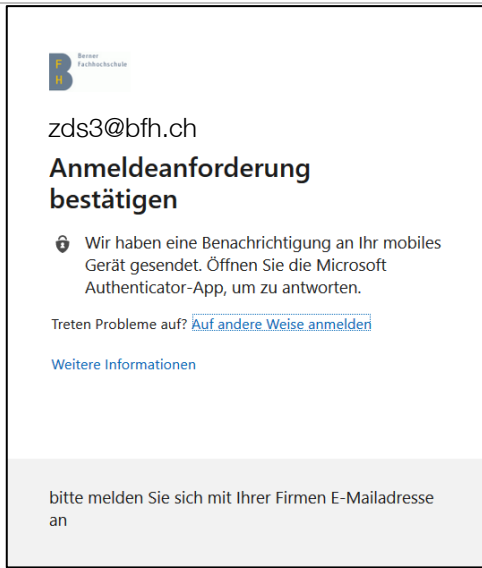 B
F
H
Berner
Fachhochschule
zds3@bfh.ch
Anmeldeanforderung
bestätigen
Wir haben eine Benachrichtigung an Ihr mobiles
Gerät gesendet. Öffnen Sie die Microsoft
Authenticator-App, um zu antworten.
Treten Probleme auf? Auf andere Weise anmelden
Weitere Informationen
bitte melden Sie sich mit Ihrer Firmen E-Mailadresse
an